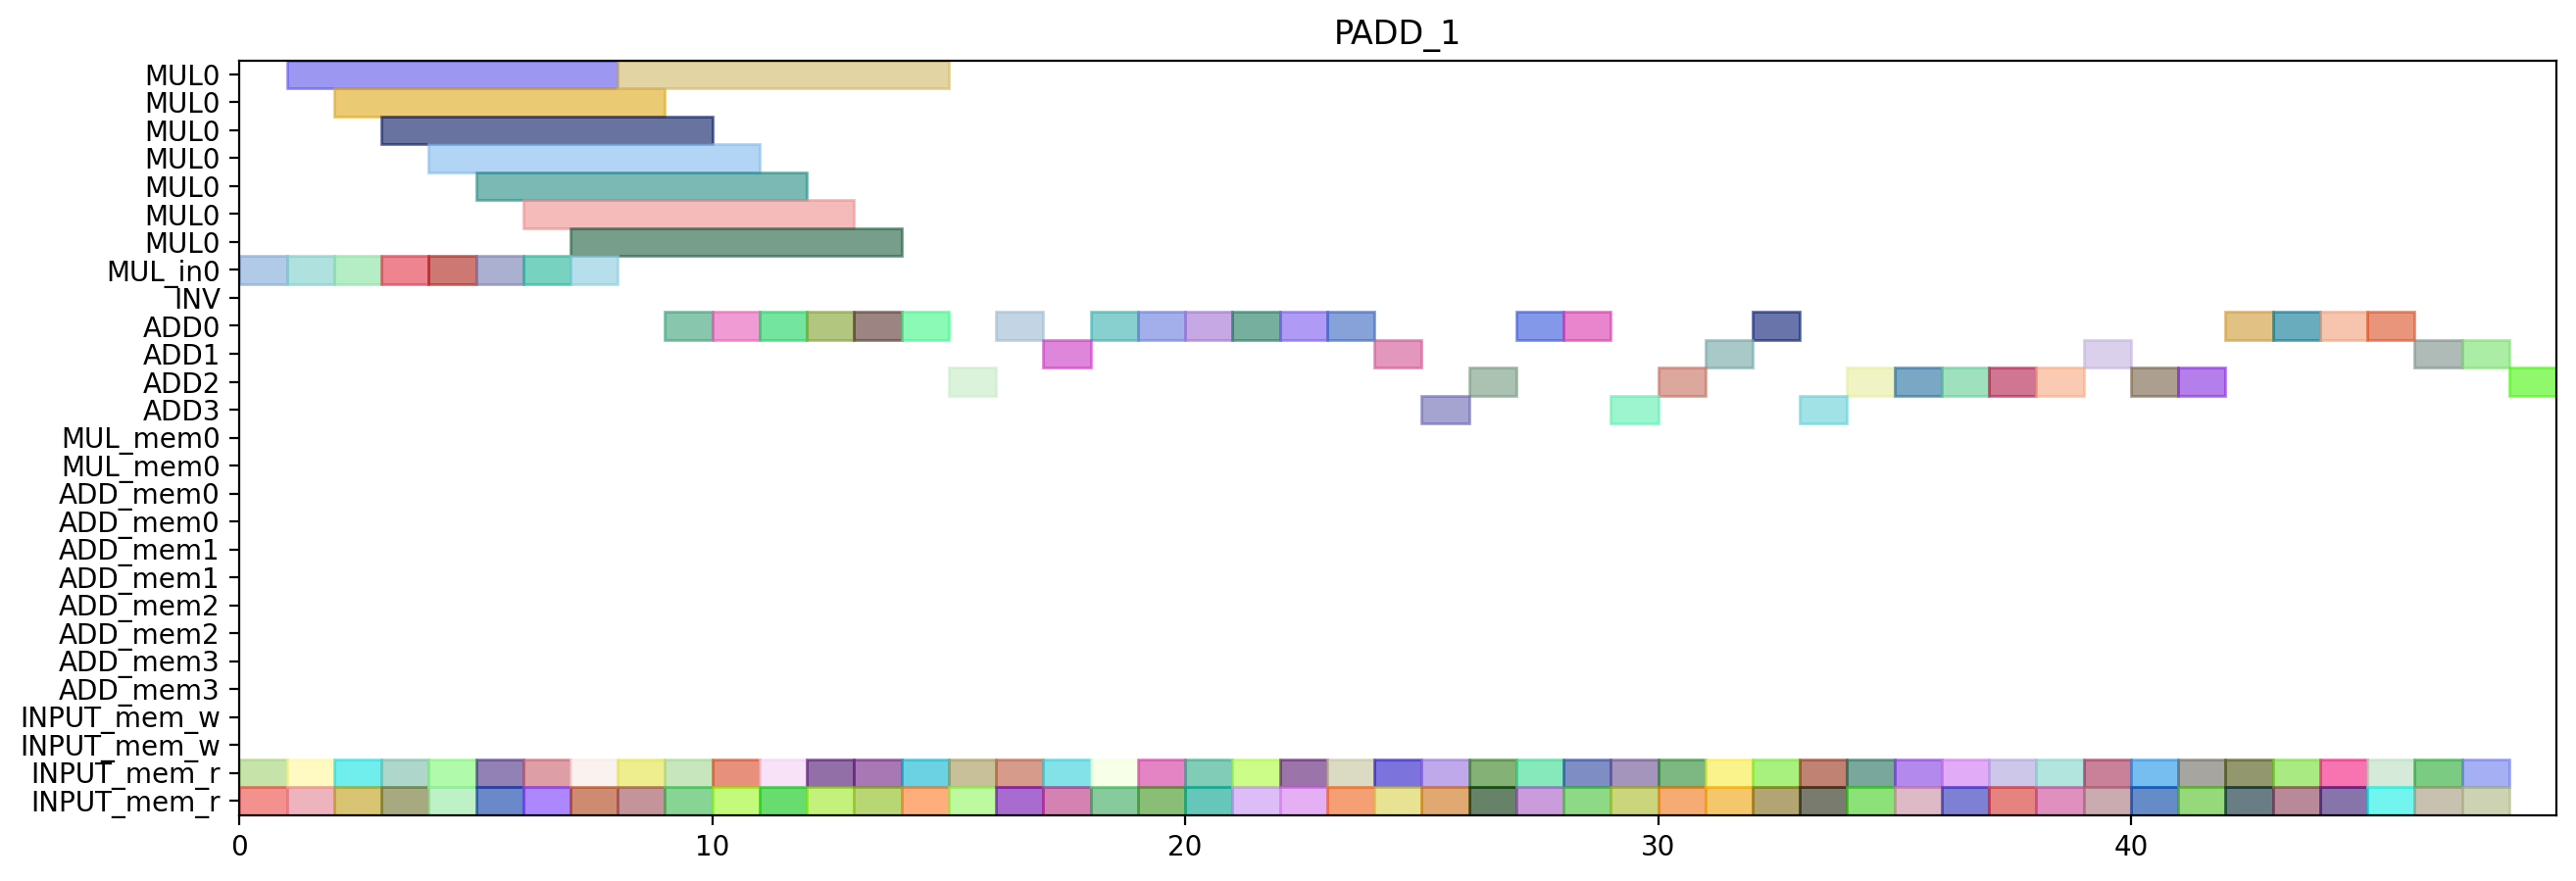 PADD_1
MUL0
MUL0
MUL0
MUL0
MUL0
MUL0
MUL0
MUL_in0
INV
ADD0
ADD1
ADD2
ADD3
MUL_mem0
MUL_mem0
ADD_mem0
ADD_mem0
ADD_mem1
ADD_mem1
ADD_mem2
ADD_mem2
ADD_mem3
ADD_mem3
INPUT_mem_w
INPUT_mem_w
INPUT_mem_r
INPUT_mem_r
0 10 20 30 40